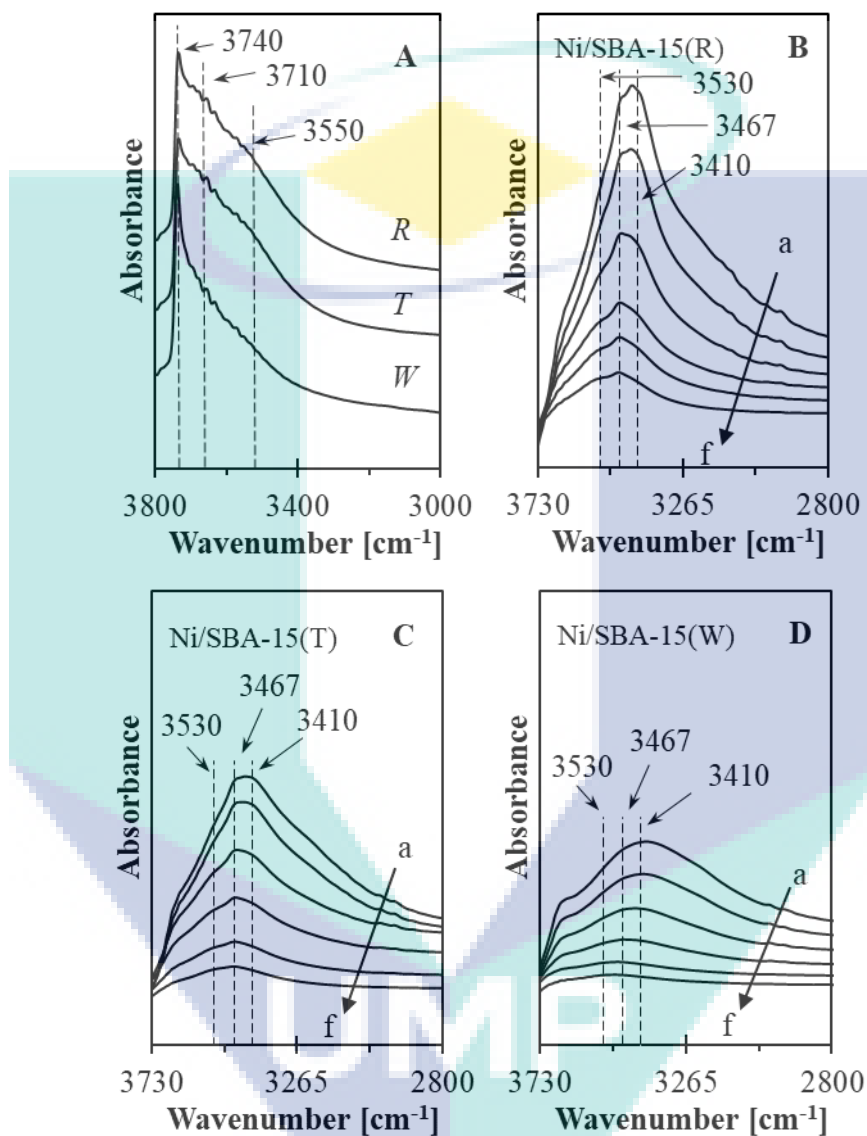 A
3740
3710
3550
R
T
W
Absorbance
3800 3400 3000
Wavenumber [cm⁻¹]
Ni/SBA-15(R) B
3530
3467
3410
a
f
Absorbance
3730 3265 2800
Wavenumber [cm⁻¹]
Ni/SBA-15(T) C
3467
3530 3410
a
f
Absorbance
3730 3265 2800
Wavenumber [cm⁻¹]
Ni/SBA-15(W) D
3467
3530 3410
a
f
Absorbance
3730 3265 2800
Wavenumber [cm⁻¹]
UMP